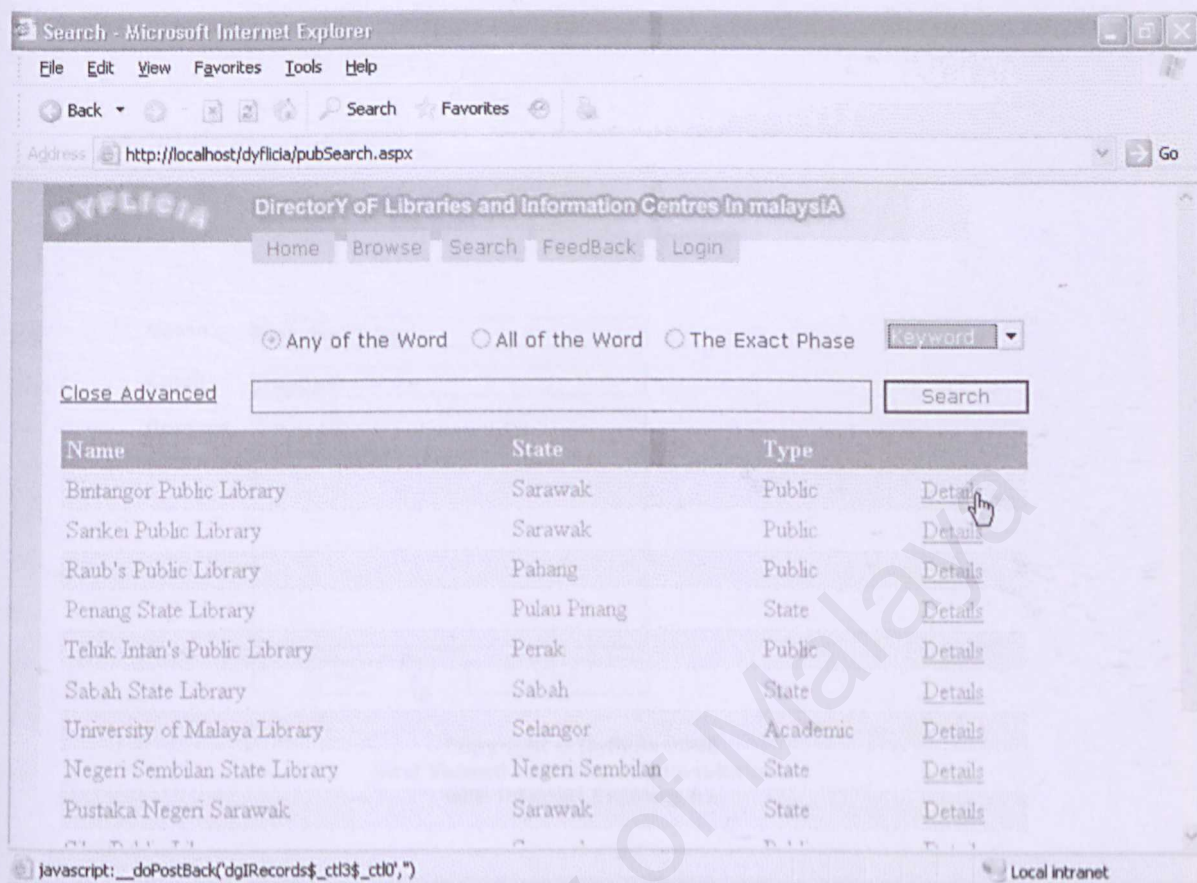 Search - Microsoft Internet Explorer
File Edit View Favorites Tools Help
Back Search Favorites
Address http://localhost/dyflicia/pubSearch.aspx Go
DYFLICIA DirectorY oF Libraries and Information Centres In malaysiA
Home Browse Search FeedBack Login
Any of the Word All of the Word The Exact Phase Keyword
Close Advanced Search
Name State Type
Bintangor Public Library Sarawak Public Details
Sarikei Public Library Sarawak Public Details
Raub's Public Library Pahang Public Details
Penang State Library Pulau Pinang State Details
Teluk Intan's Public Library Perak Public Details
Sabah State Library Sabah State Details
University of Malaya Library Selangor Academic Details
Negeri Sembilan State Library Negeri Sembilan State Details
Pustaka Negeri Sarawak Sarawak State Details
javascript:__doPostBack('dgIRecords$_ctl3$_ctl0','') Local intranet
of Malaya